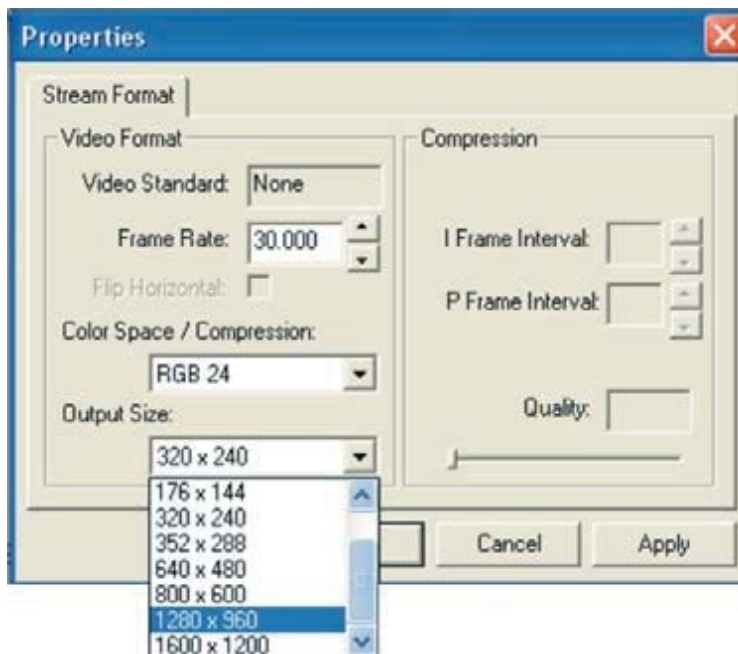 Properties
Stream Format
Video Format
Video Standard: None
Frame Rate: 30.000
Flip Horizontal:
Color Space / Compression:
RGB 24
Output Size:
320 x 240
176 x 144
320 x 240
352 x 288
640 x 480
800 x 600
1280 x 960
1600 x 1200
Compression
I Frame Interval:
P Frame Interval:
Quality:
Cancel
Apply